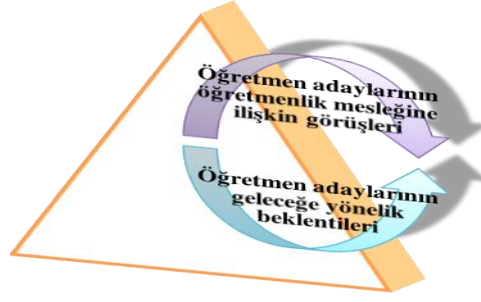 Öğretmen adaylarının
öğretmenlik mesleğine
ilişkin görüşleri
Öğretmen adaylarının
geleceğe yönelik
beklentileri